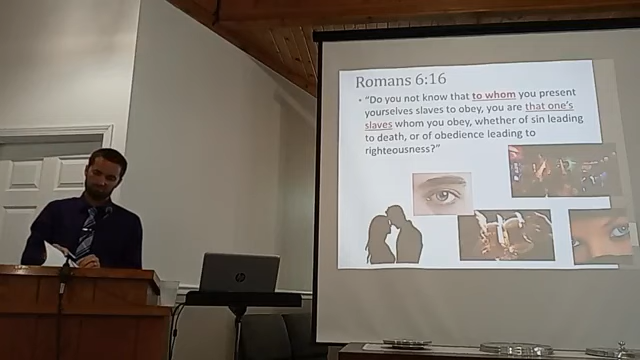 Romans 6:16
• "Do you not know that to whom you present
yourselves slaves to obey, you are that one's
slaves whom you obey, whether of sin leading
to death, or of obedience leading to
righteousness?"
hp